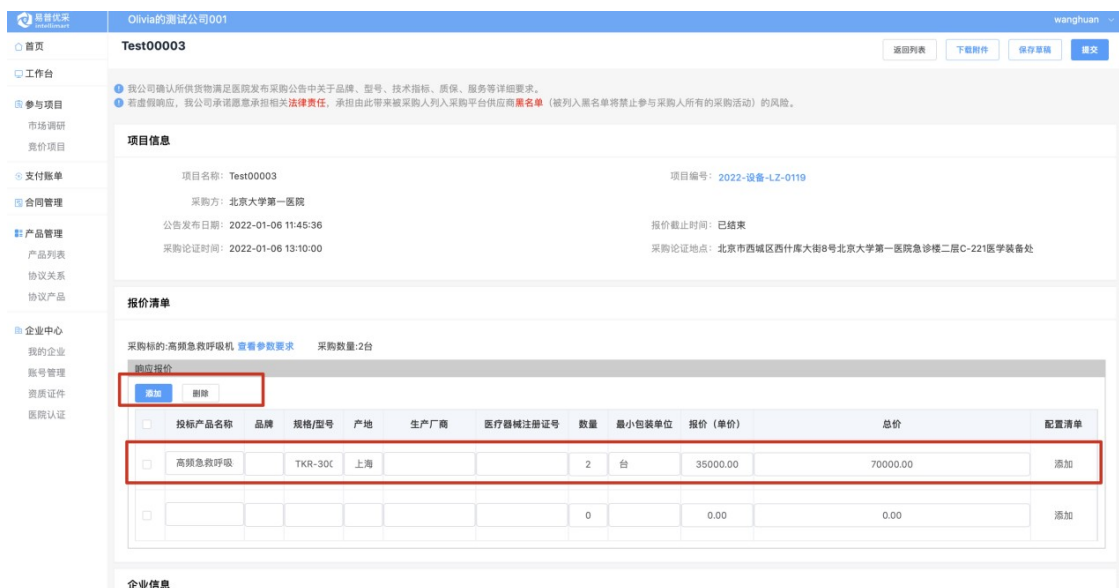 易普优采
intellimart
Olivia的测试公司001
wanghuan
首页
Test00003
返回列表 下载附件 保存草稿 提交
工作台
我公司确认所供货物满足医院发布采购公告中关于品牌、型号、技术指标、质保、服务等详细要求。
若虚假响应，我公司承诺愿意承担相关法律责任，承担由此带来被采购人列入采购平台供应商黑名单（被列入黑名单将禁止参与采购人所有的采购活动）的风险。
参与项目
市场调研
竞价项目
支付账单
合同管理
产品管理
产品列表
协议关系
协议产品
企业中心
我的企业
账号管理
资质证件
医院认证
项目信息
项目名称：Test00003 项目编号：2022-设备-LZ-0119
采购方：北京大学第一医院
公告发布日期：2022-01-06 11:45:36 报价截止时间：已结束
采购论证时间：2022-01-06 13:10:00 采购论证地点：北京市西城区西什库大街8号北京大学第一医院急诊楼二层C-221医学装备处
报价清单
采购标的:高频急救呼吸机 查看参数要求 采购数量:2台
响应报价
添加 删除
投标产品名称 品牌 规格/型号 产地 生产厂商 医疗器械注册证号 数量 最小包装单位 报价（单价） 总价 配置清单
高频急救呼吸 TKR-300 上海 2 台 35000.00 70000.00 添加
0 0.00 0.00 添加
企业信息